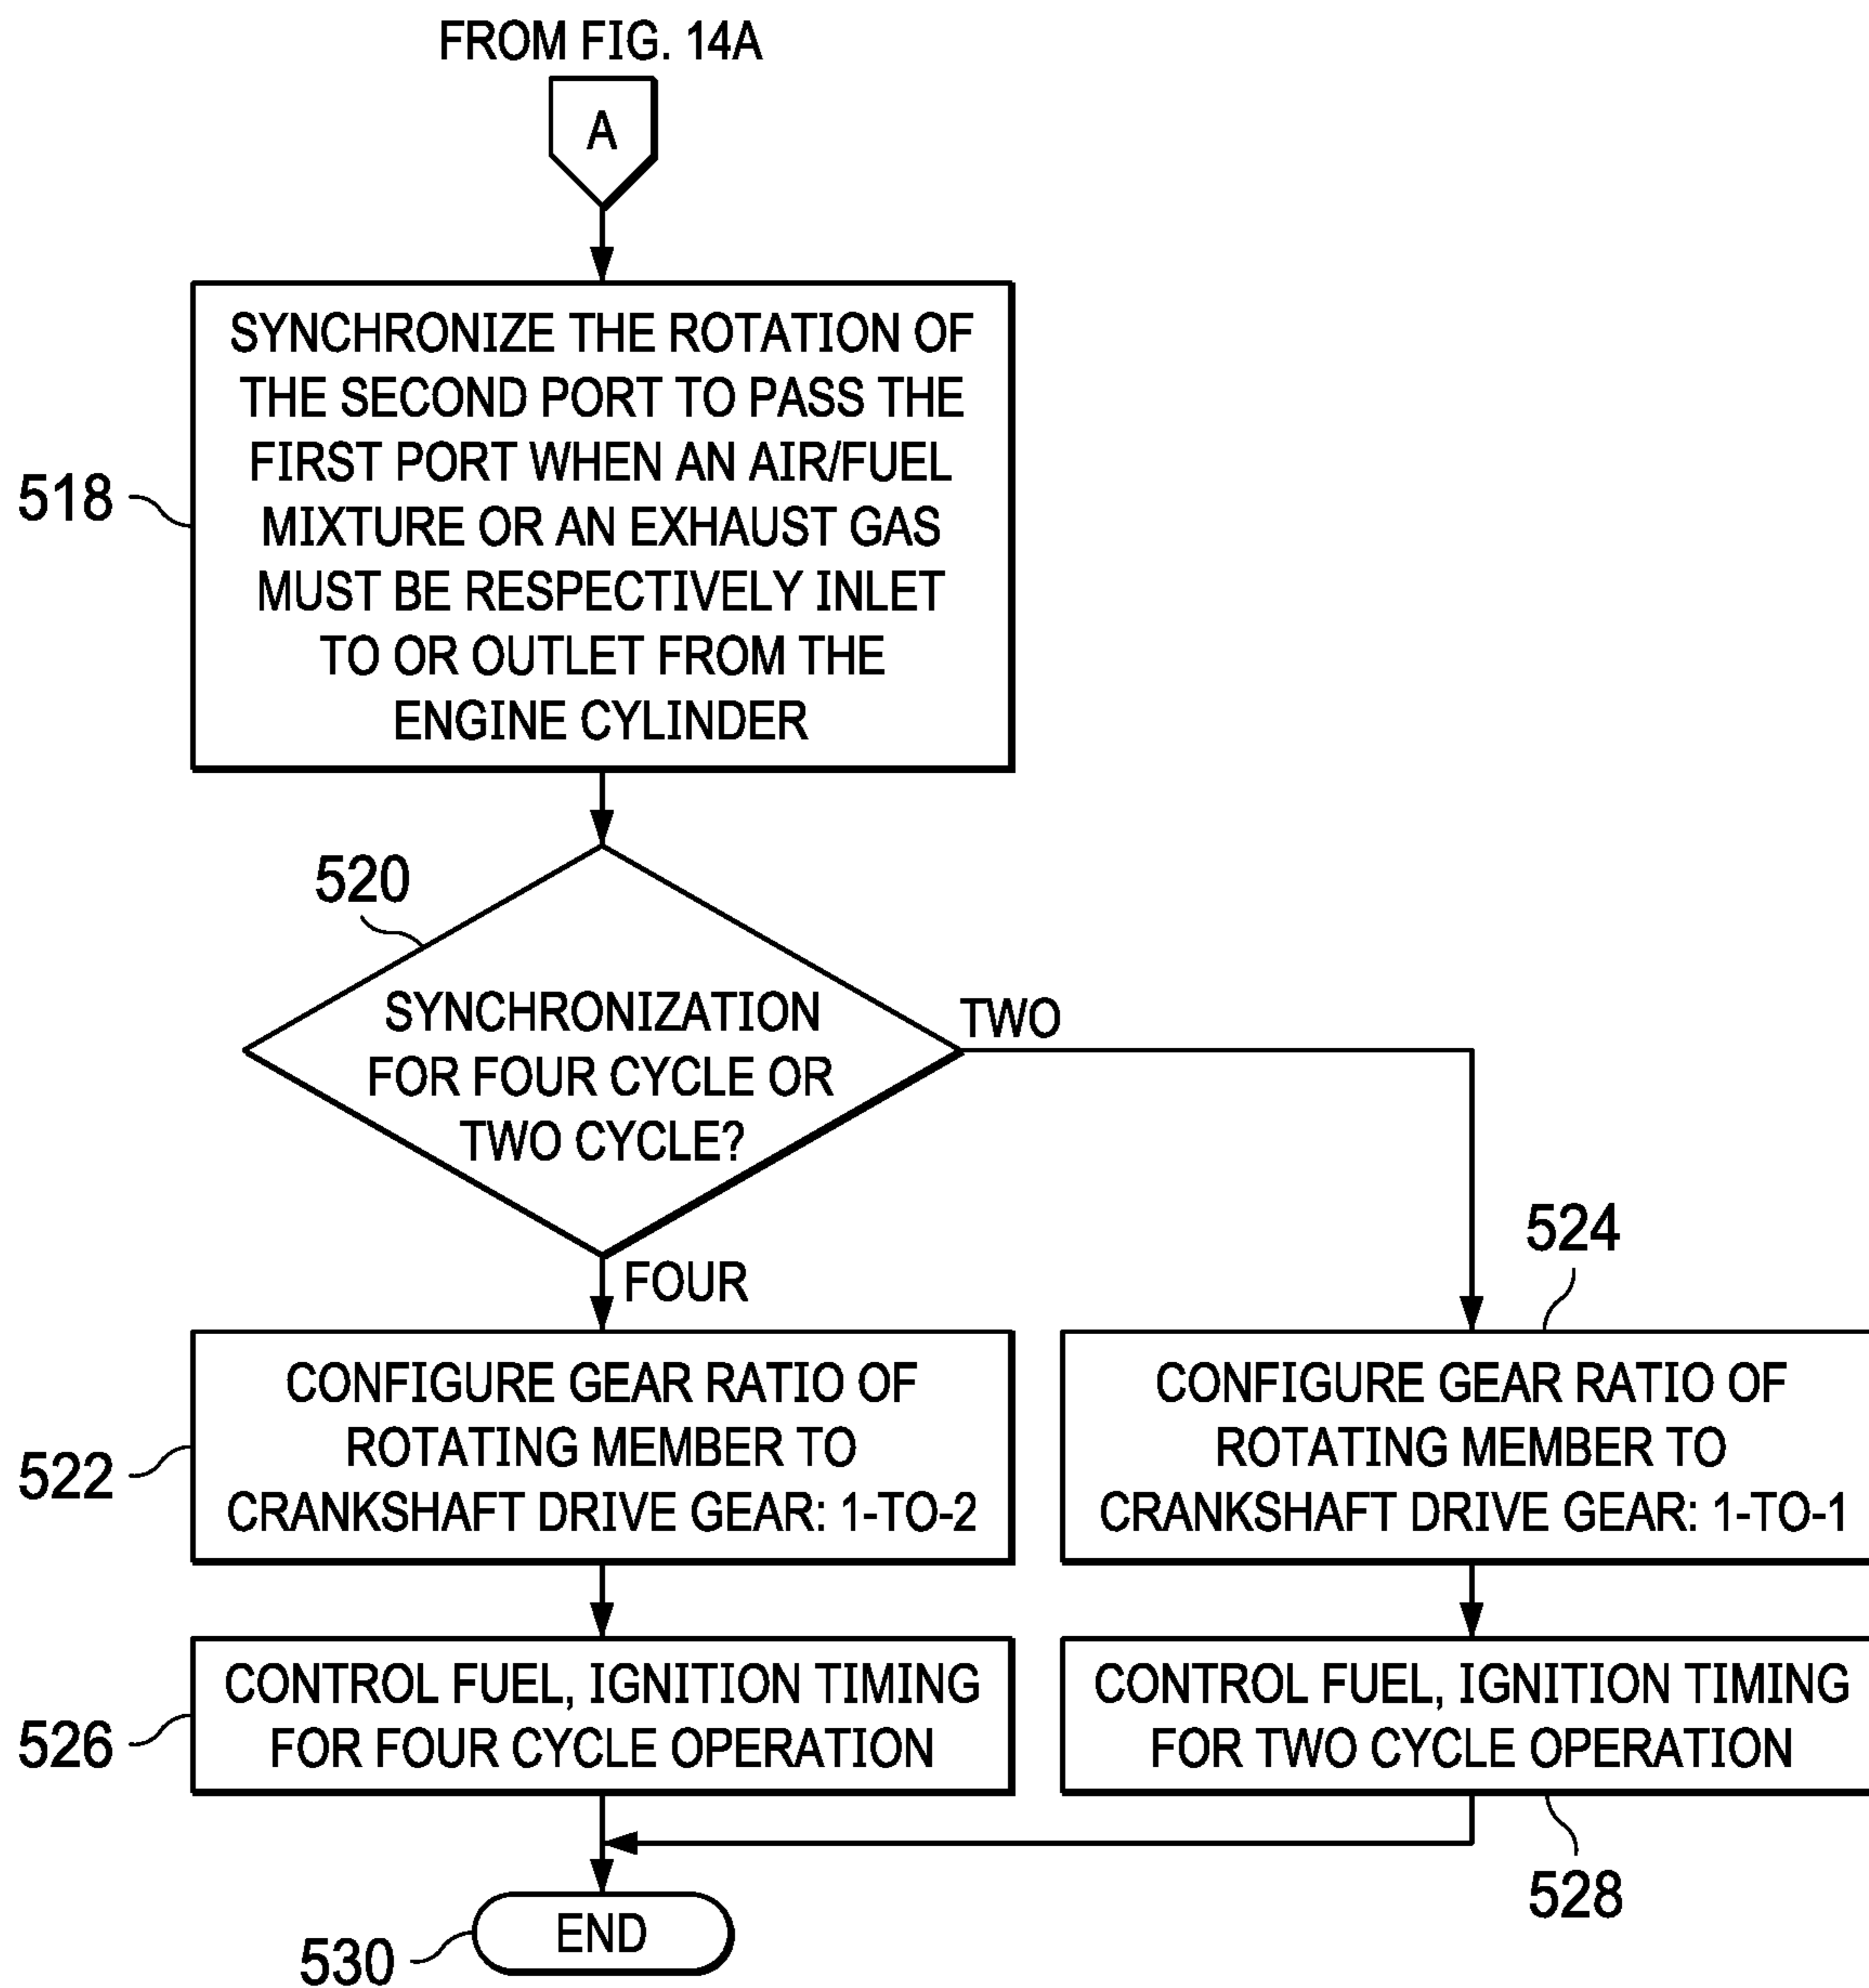 FROM FIG. 14A
A
SYNCHRONIZE THE ROTATION OF
THE SECOND PORT TO PASS THE
FIRST PORT WHEN AN AIR/FUEL
MIXTURE OR AN EXHAUST GAS
MUST BE RESPECTIVELY INLET
TO OR OUTLET FROM THE
ENGINE CYLINDER
518
520
SYNCHRONIZATION
FOR FOUR CYCLE OR
TWO CYCLE?
TWO
FOUR
524
CONFIGURE GEAR RATIO OF
ROTATING MEMBER TO
CRANKSHAFT DRIVE GEAR: 1-TO-2
522
CONFIGURE GEAR RATIO OF
ROTATING MEMBER TO
CRANKSHAFT DRIVE GEAR: 1-TO-1
CONTROL FUEL, IGNITION TIMING
FOR FOUR CYCLE OPERATION
526
CONTROL FUEL, IGNITION TIMING
FOR TWO CYCLE OPERATION
528
END
530